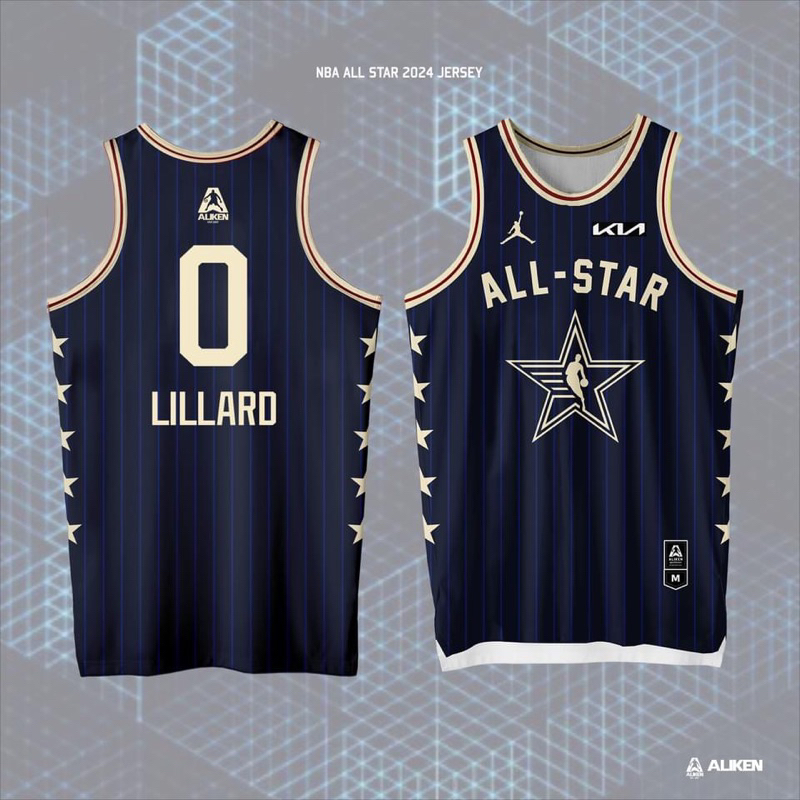 NBA ALL STAR 2024 JERSEY
ALIKEN
0
LILLARD
KIA
ALL-STAR
ALIKEN
M
ALIKEN